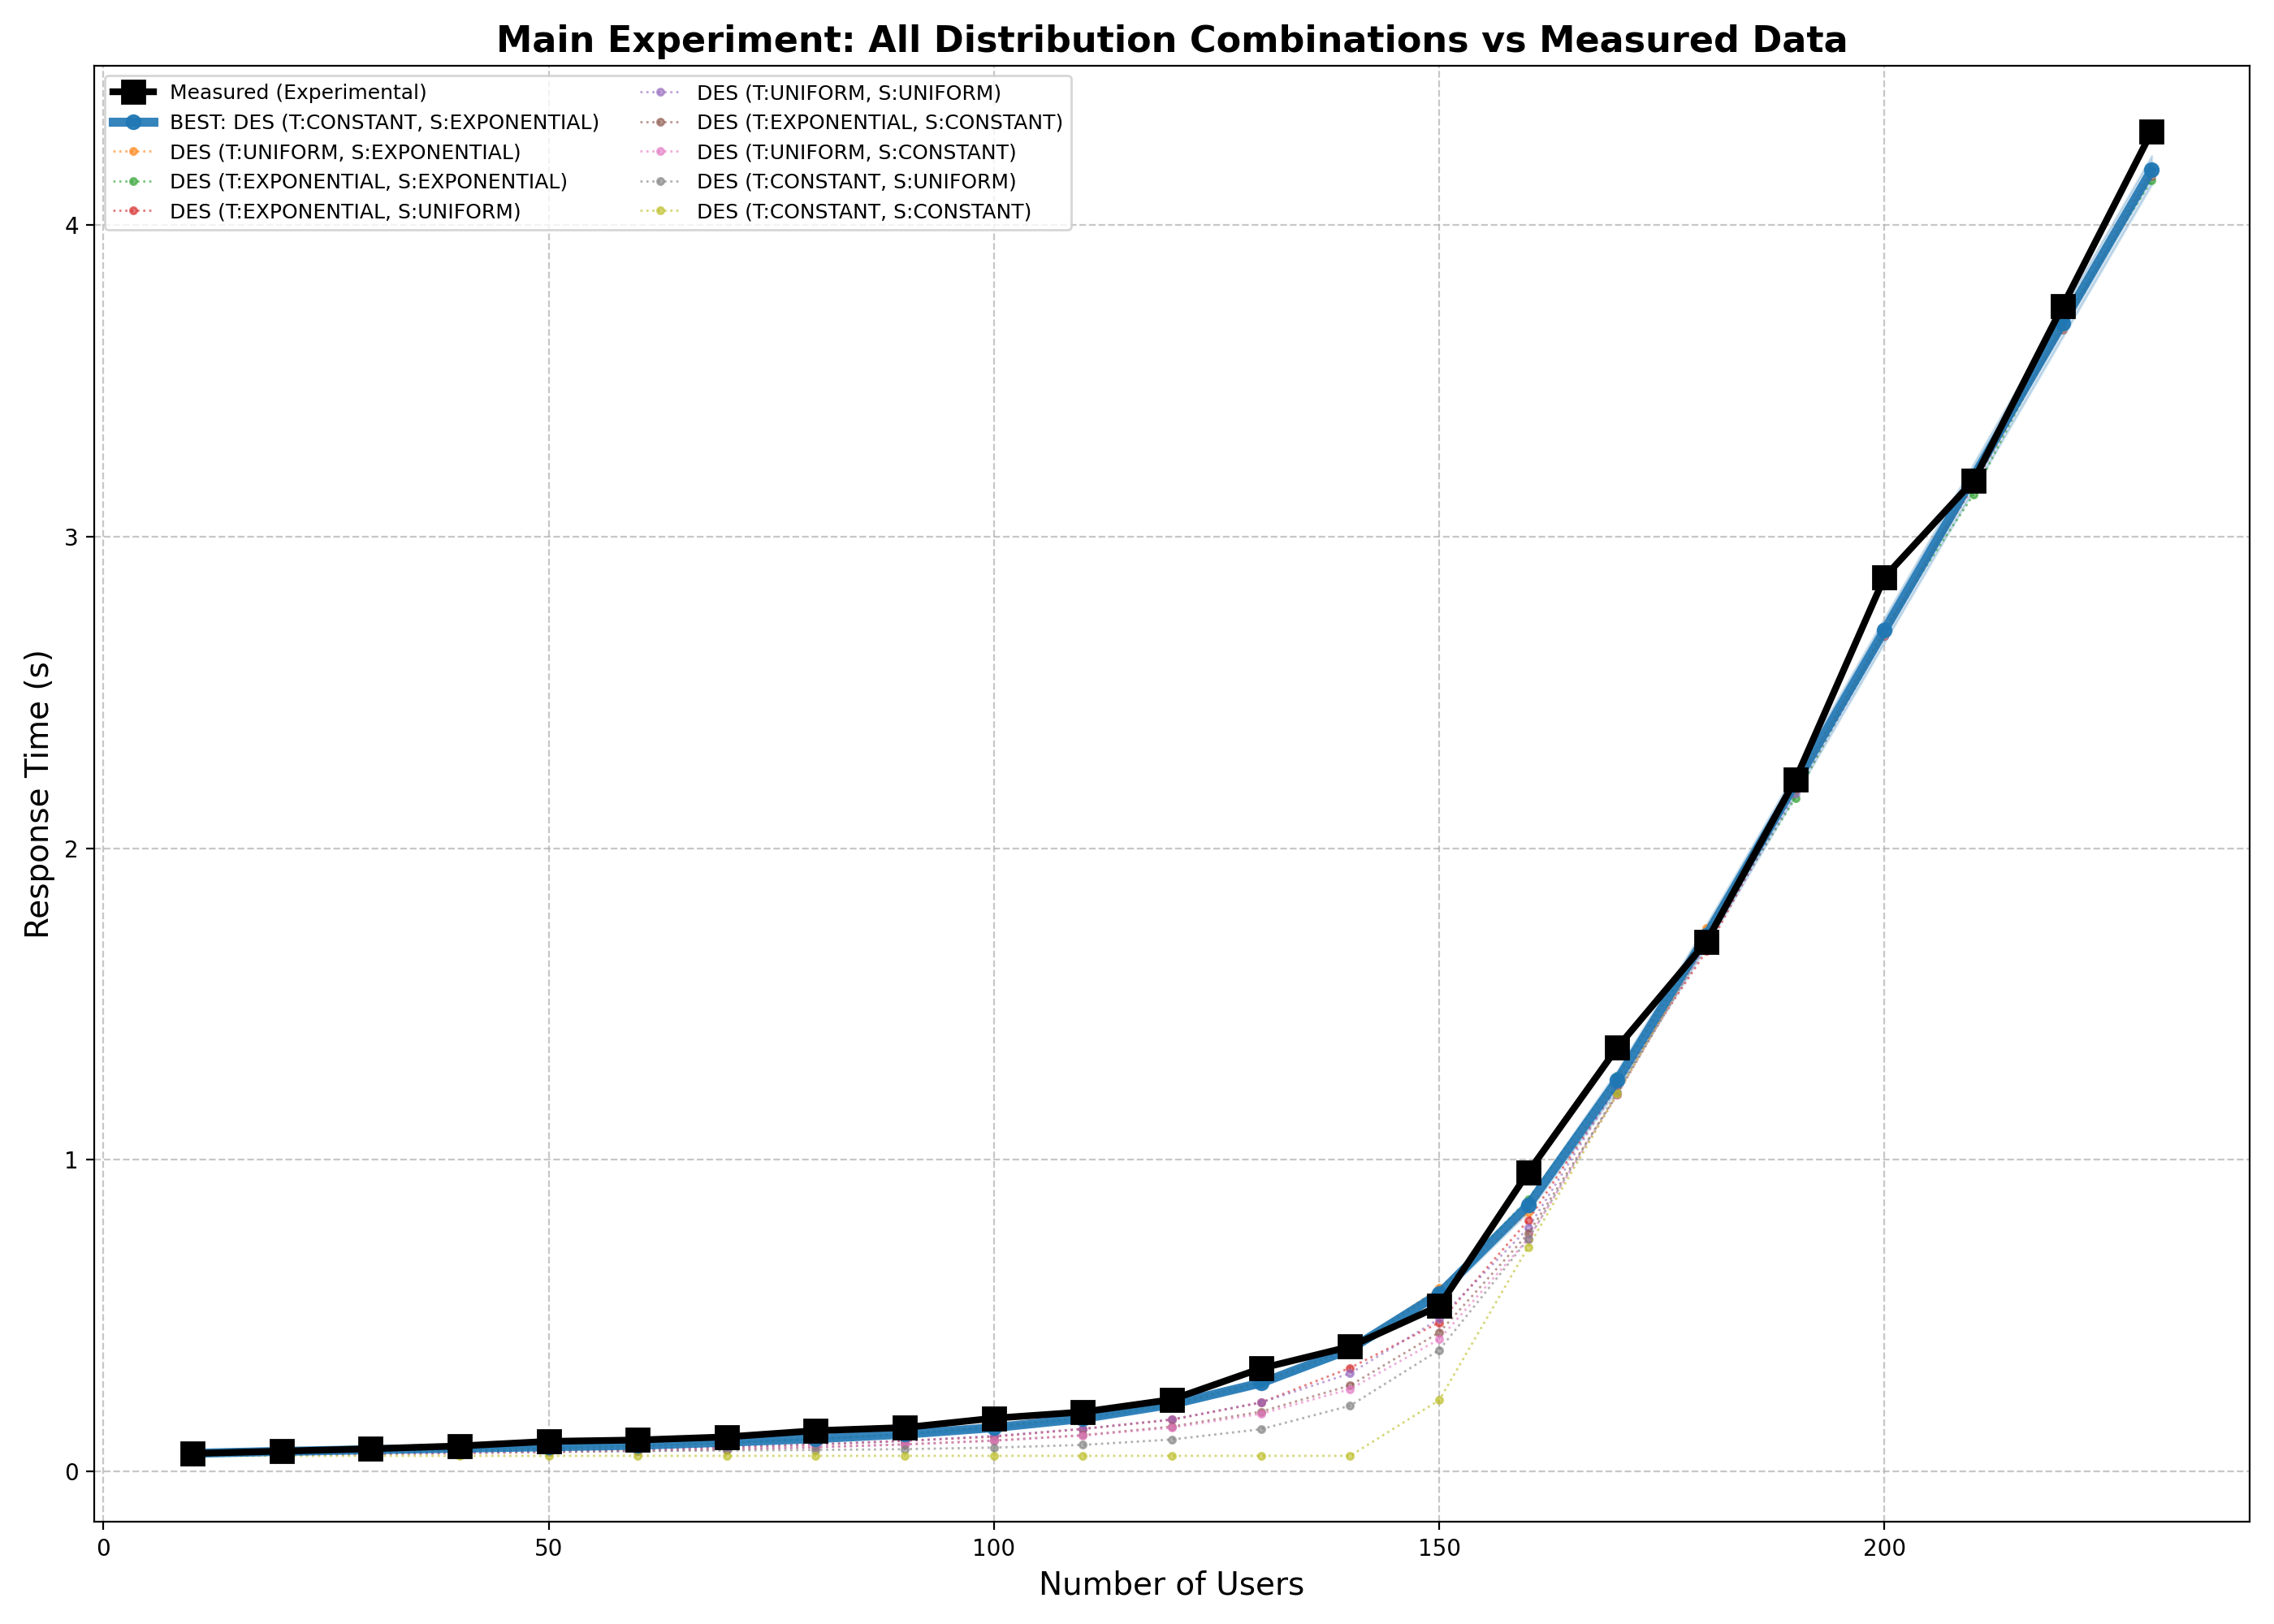 Main Experiment: All Distribution Combinations vs Measured Data
Measured (Experimental)
BEST: DES (T:CONSTANT, S:EXPONENTIAL)
DES (T:UNIFORM, S:EXPONENTIAL)
DES (T:EXPONENTIAL, S:EXPONENTIAL)
DES (T:EXPONENTIAL, S:UNIFORM)
DES (T:UNIFORM, S:UNIFORM)
DES (T:EXPONENTIAL, S:CONSTANT)
DES (T:UNIFORM, S:CONSTANT)
DES (T:CONSTANT, S:UNIFORM)
DES (T:CONSTANT, S:CONSTANT)
Response Time (s)
4
3
2
1
0
0
50
100
150
200
Number of Users